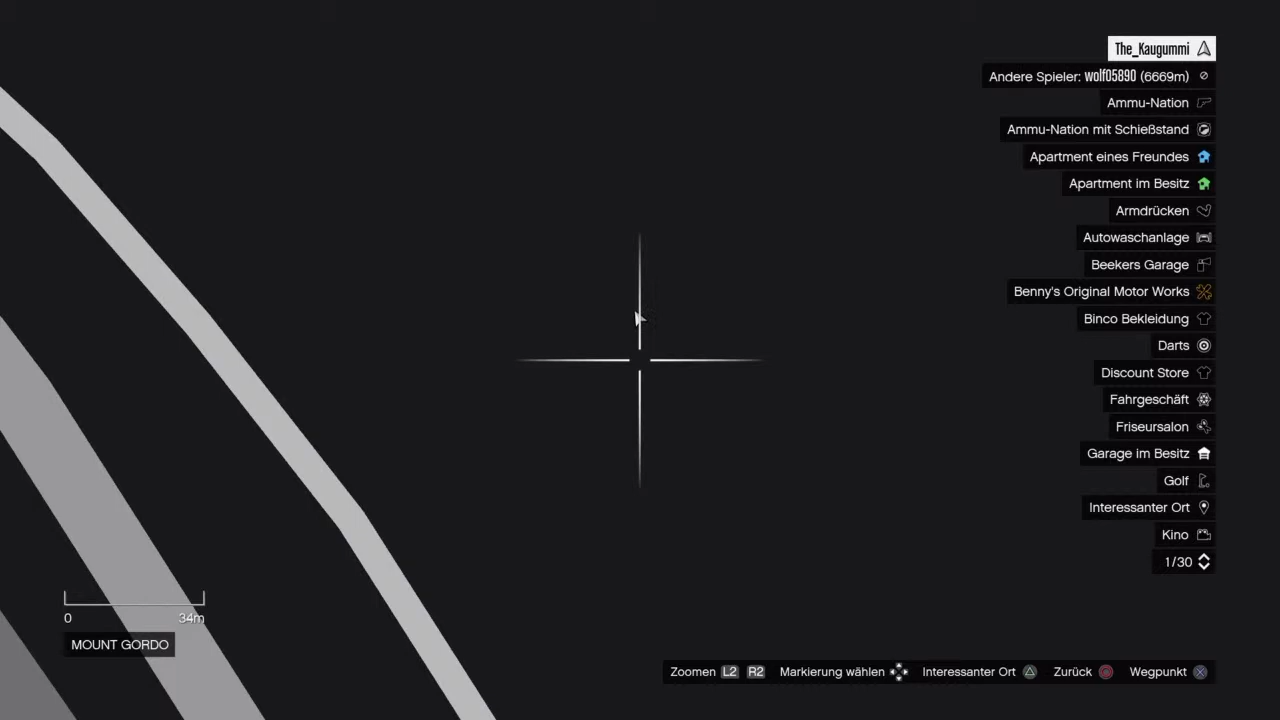 The_Kaugummi
Andere Spieler: wolf05890 (6669m)
Ammu-Nation
Ammu-Nation mit Schießstand
Apartment eines Freundes
Apartment im Besitz
Armdrücken
Autowaschanlage
Beekers Garage
Benny's Original Motor Works
Binco Bekleidung
Darts
Discount Store
Fahrgeschäft
Friseursalon
Garage im Besitz
Golf
Interessanter Ort
Kino
1/30
0 34m
MOUNT GORDO
Zoomen L2 R2 Markierung wählen Interessanter Ort Zurück Wegpunkt